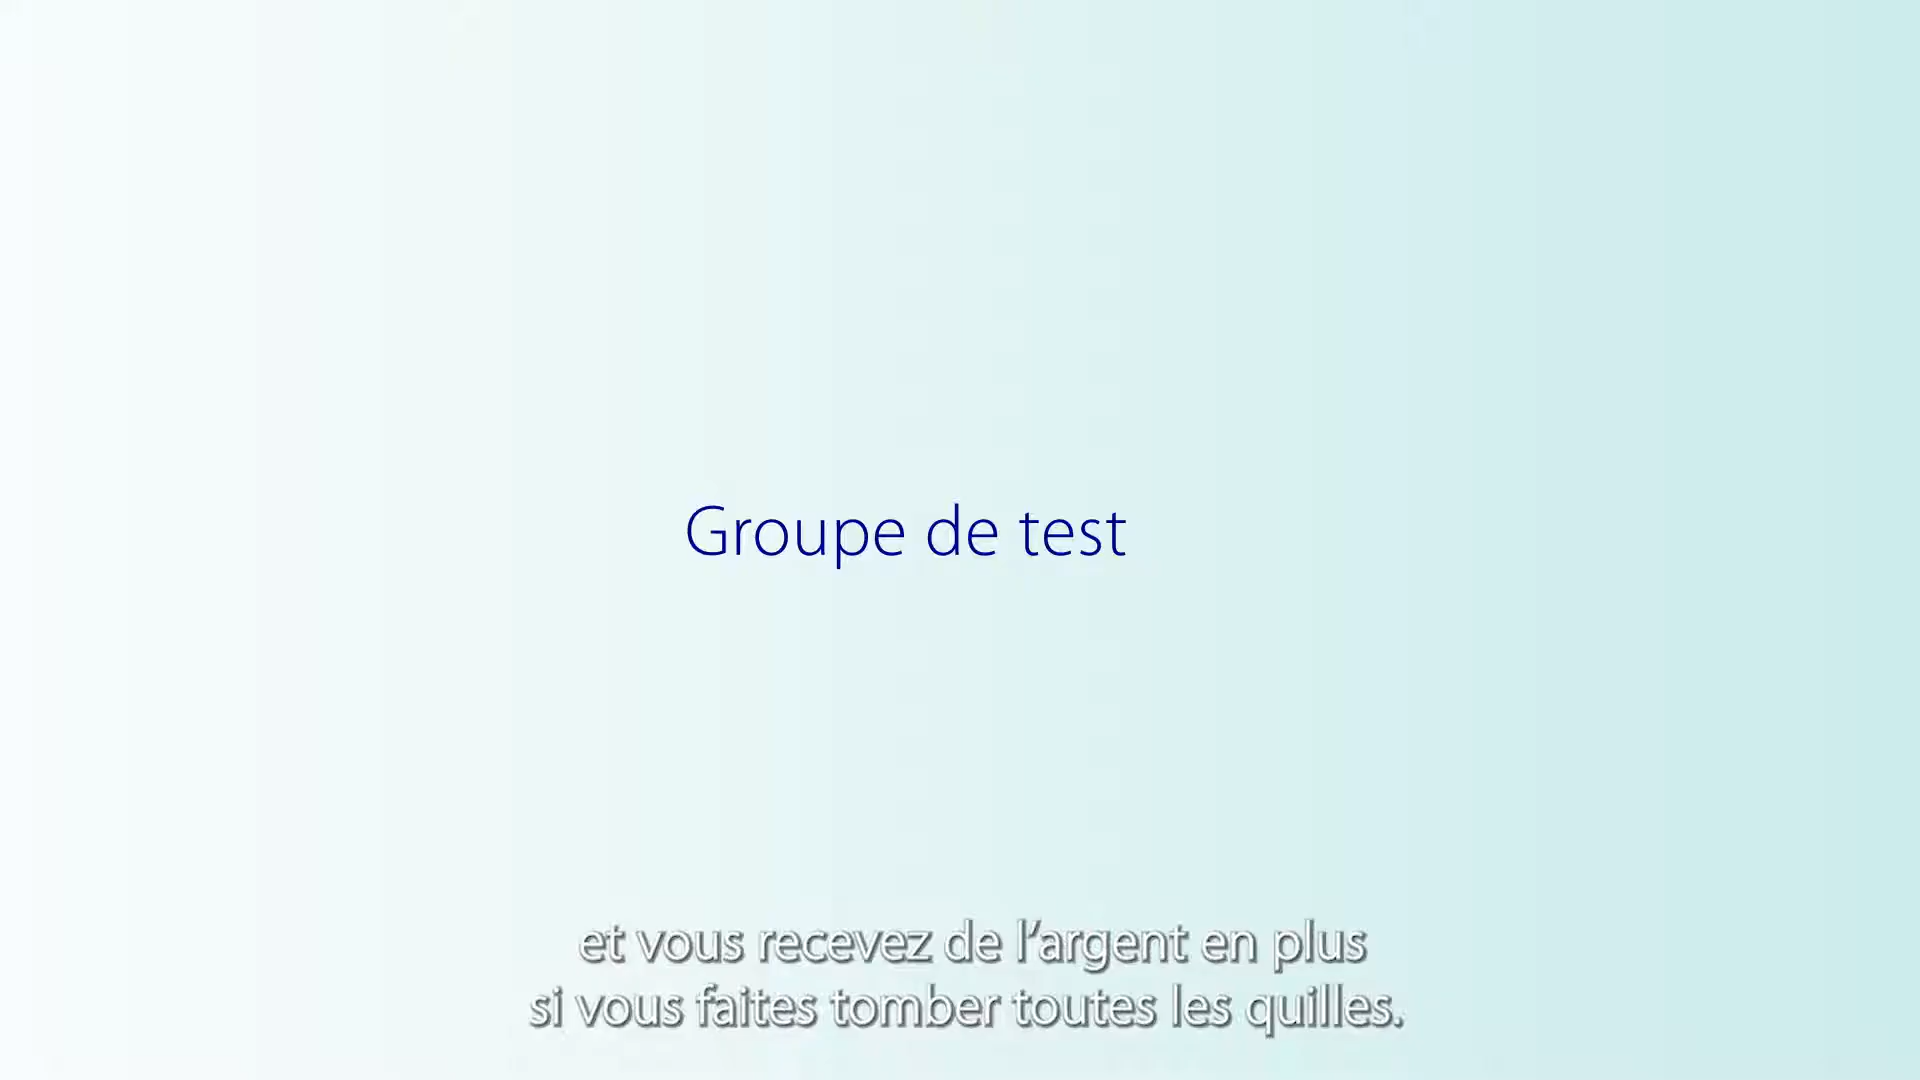 Groupe de test
et vous recevez de l'argent en plus
si vous faites tomber toutes les quilles.